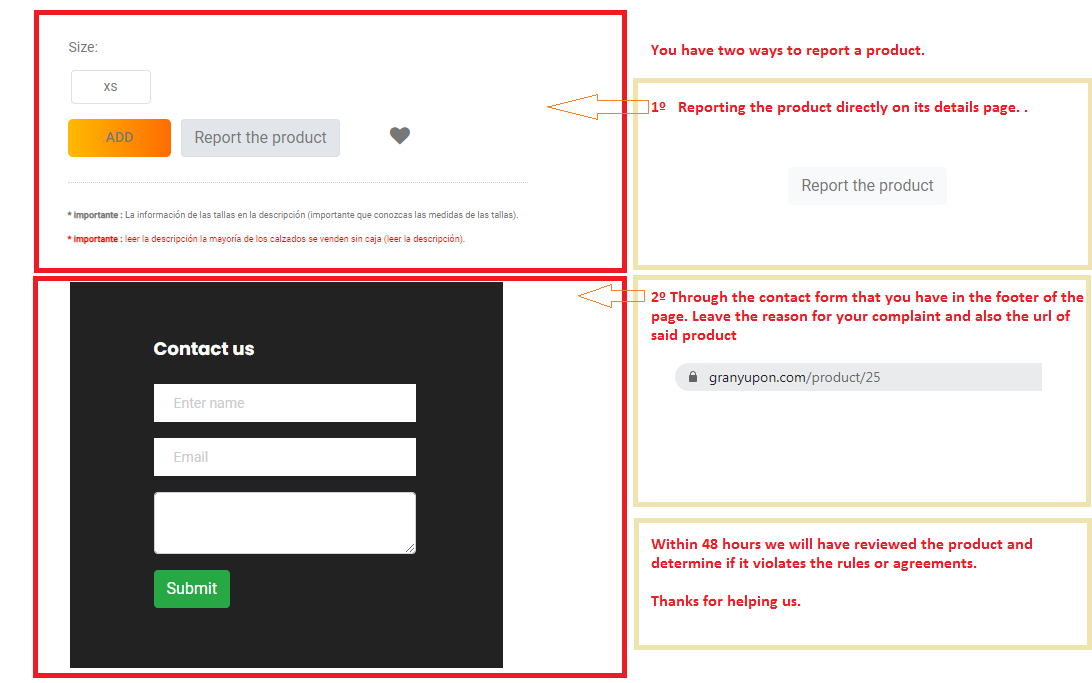 Size:
XS
ADD
Report the product
* importante : La información de las tallas en la descripción (importante que conozcas las medidas de las tallas).
* importante : leer la descripción la mayoría de los calzados se venden sin caja (leer la descripción).
You have two ways to report a product.
1º Reporting the product directly on its details page. .
Report the product
Contact us
Enter name
Email
Submit
2º Through the contact form that you have in the footer of the
page. Leave the reason for your complaint and also the url of
said product
granyupon.com/product/25
Within 48 hours we will have reviewed the product and
determine if it violates the rules or agreements.
Thanks for helping us.